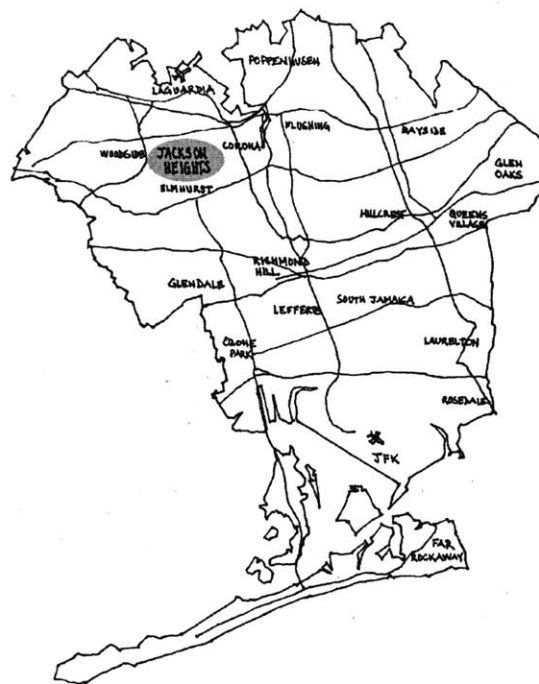 POPPENHUSEN
LAGUARDIA
FLUSHING
BAYSIDE
CORONA
WOODSIDE
JACKSON
HEIGHTS
GLEN
OAKS
ELMHURST
HILLCREST
QUEENS
VILLAGE
RICHMOND
HILL
GLENDALE
SOUTH JAMAICA
LEFFERTS
OZONE
PARK
LAURELTON
ROSEDALE
JFK
FAR
ROCKAWAY